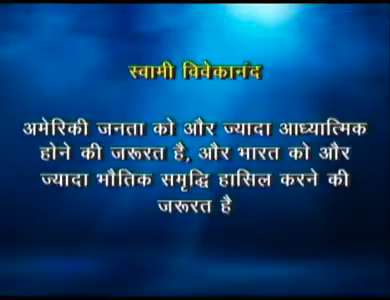 स्वामी विवेकानंद
अमेरिकी जनता को और ज्यादा आध्यात्मिक
होने की जरूरत है, और भारत को और
ज्यादा भौतिक समृद्धि हासिल करने की
जरूरत है